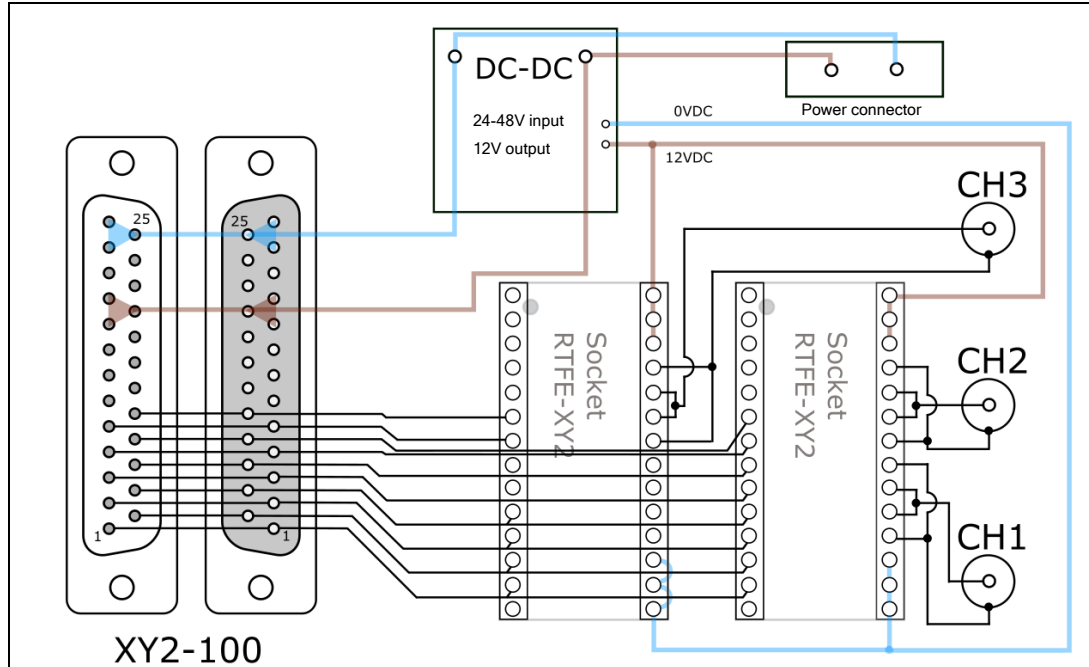 DC-DC
24-48V input
12V output
Power connector
0VDC
12VDC
CH3
25
25
Socket
RTFE-XY2
Socket
RTFE-XY2
CH2
CH1
1
1
XY2-100